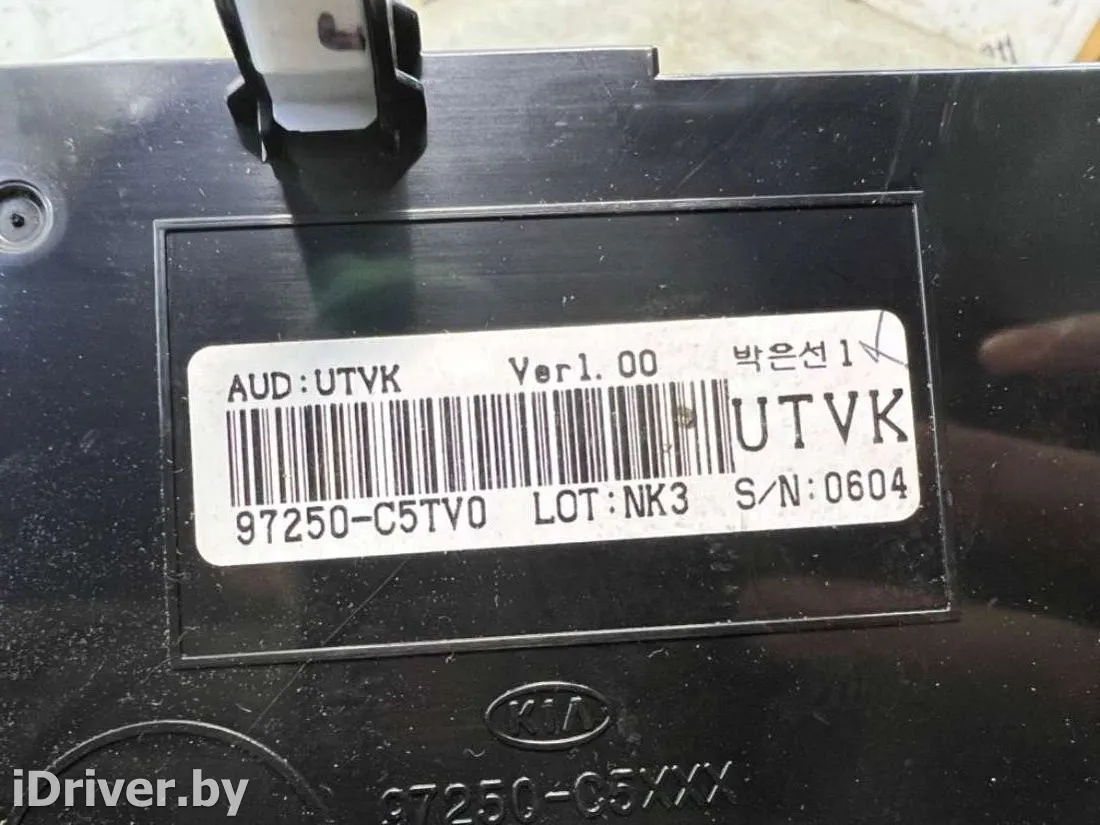 AUD:UTVK Ver1.00 박은선1
UTVK
97250-C5TV0 LOT:NK3 S/N:0604
KIA
97250-C5XXX
iDriver.by